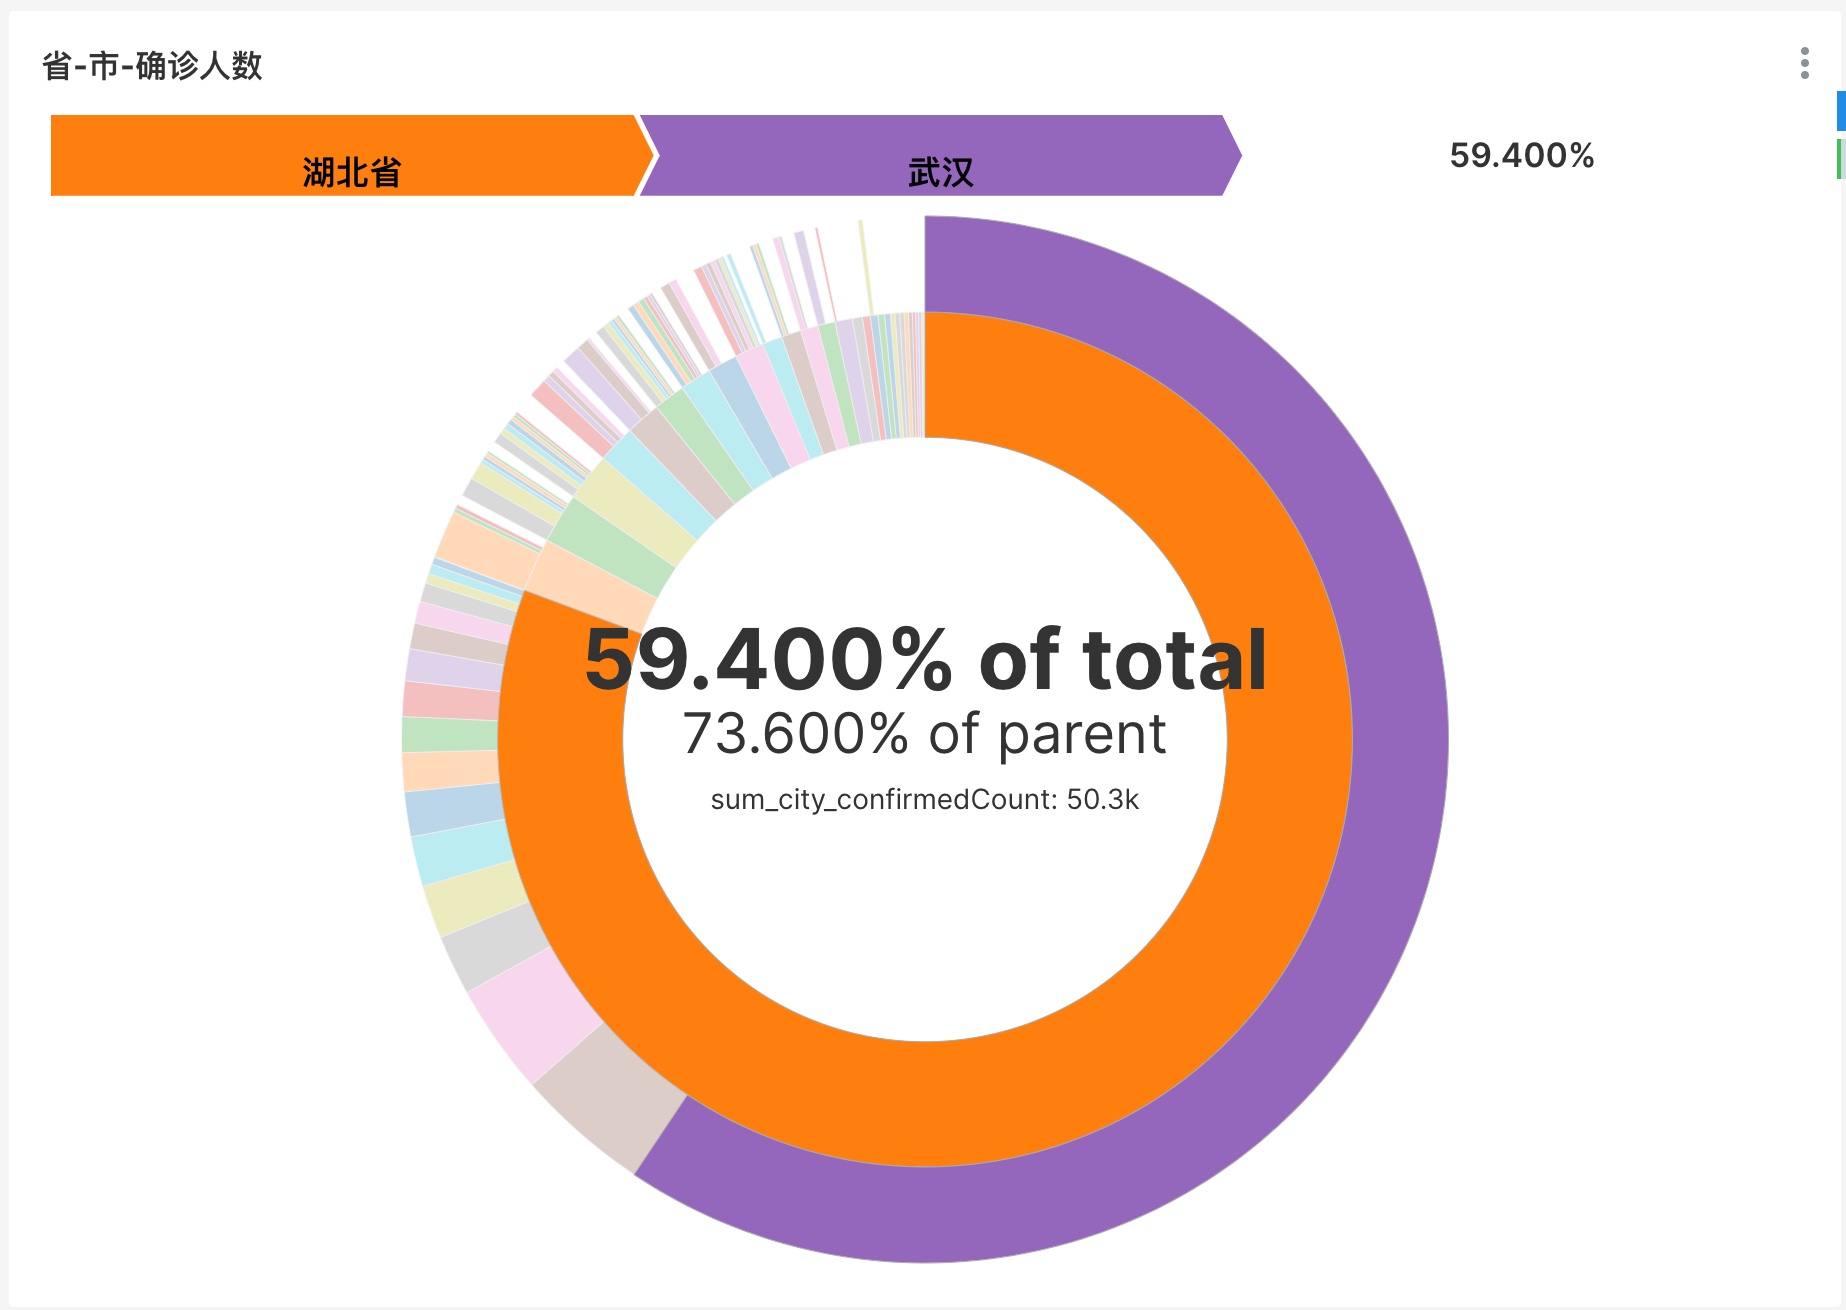 省-市-确诊人数
湖北省
武汉
59.400%
59.400% of total
73.600% of parent
sum_city_confirmedCount: 50.3k